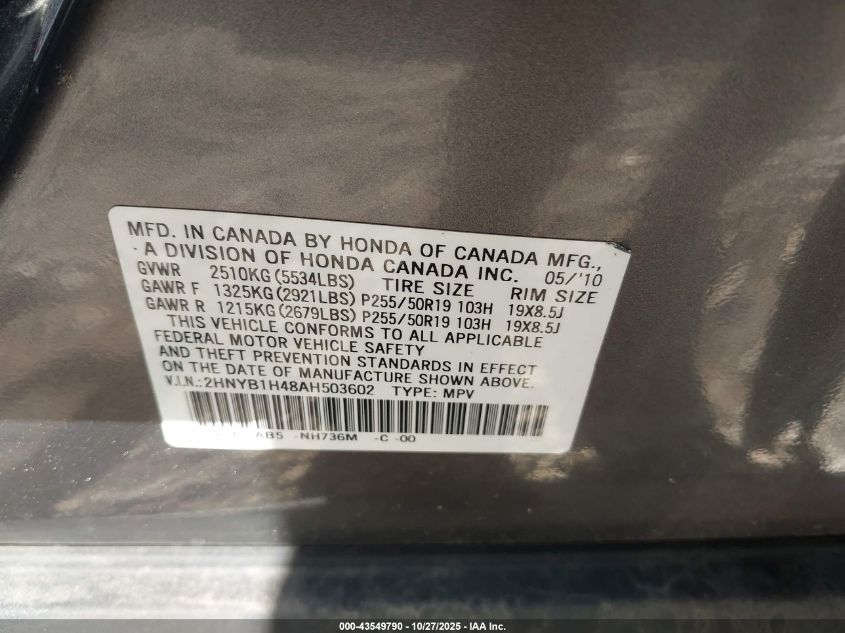 MFD. IN CANADA BY HONDA OF CANADA MFG.,
A DIVISION OF HONDA CANADA INC. 05/'10
GVWR 2510KG (5534LBS) TIRE SIZE RIM SIZE
GAWR F 1325KG (2921LBS) P255/50R19 103H 19X8.5J
GAWR R 1215KG (2679LBS) P255/50R19 103H 19X8.5J
THIS VEHICLE CONFORMS TO ALL APPLICABLE
FEDERAL MOTOR VEHICLE SAFETY
AND THEFT PREVENTION STANDARDS IN EFFECT
ON THE DATE OF MANUFACTURE SHOWN ABOVE.
V.I.N.: 2HNYB1H48AH503602 TYPE: MPV
AB5 -NH736M -C -00
000-43549790 - 10/27/2025 - IAA Inc.